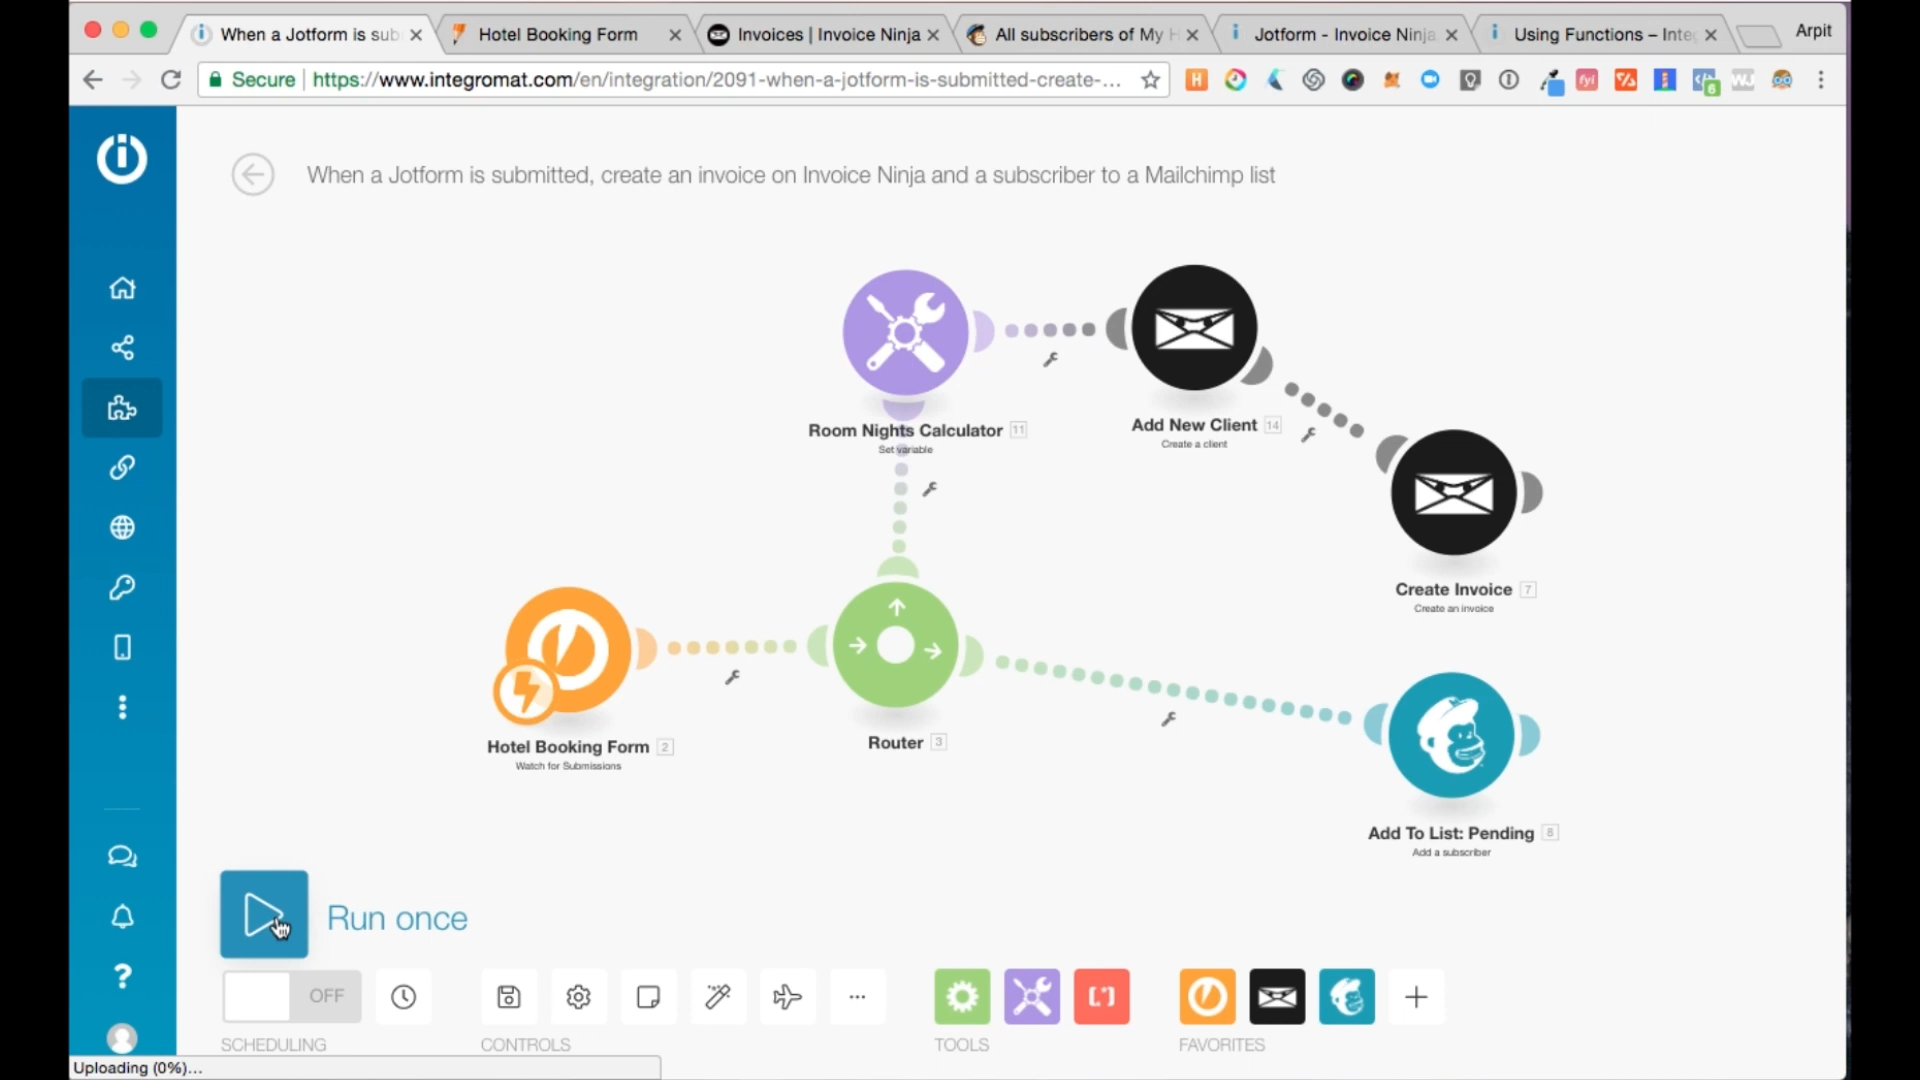 When a Jotform is sub
Hotel Booking Form
Invoices | Invoice Ninja
All subscribers of My H
Jotform - Invoice Ninja
Using Functions – Inte
Arpit
Secure
https://www.integromat.com/en/integration/2091-when-a-jotform-is-submitted-create-...
H
fyi
6
WJ
When a Jotform is submitted, create an invoice on Invoice Ninja and a subscriber to a Mailchimp list
Room Nights Calculator 11
Set variable
Add New Client 14
Create a client
Create Invoice 7
Create an invoice
Hotel Booking Form 2
Watch for Submissions
Router 3
Add To List: Pending 8
Add a subscriber
Run once
OFF
SCHEDULING
CONTROLS
TOOLS
FAVORITES
Uploading (0%)...